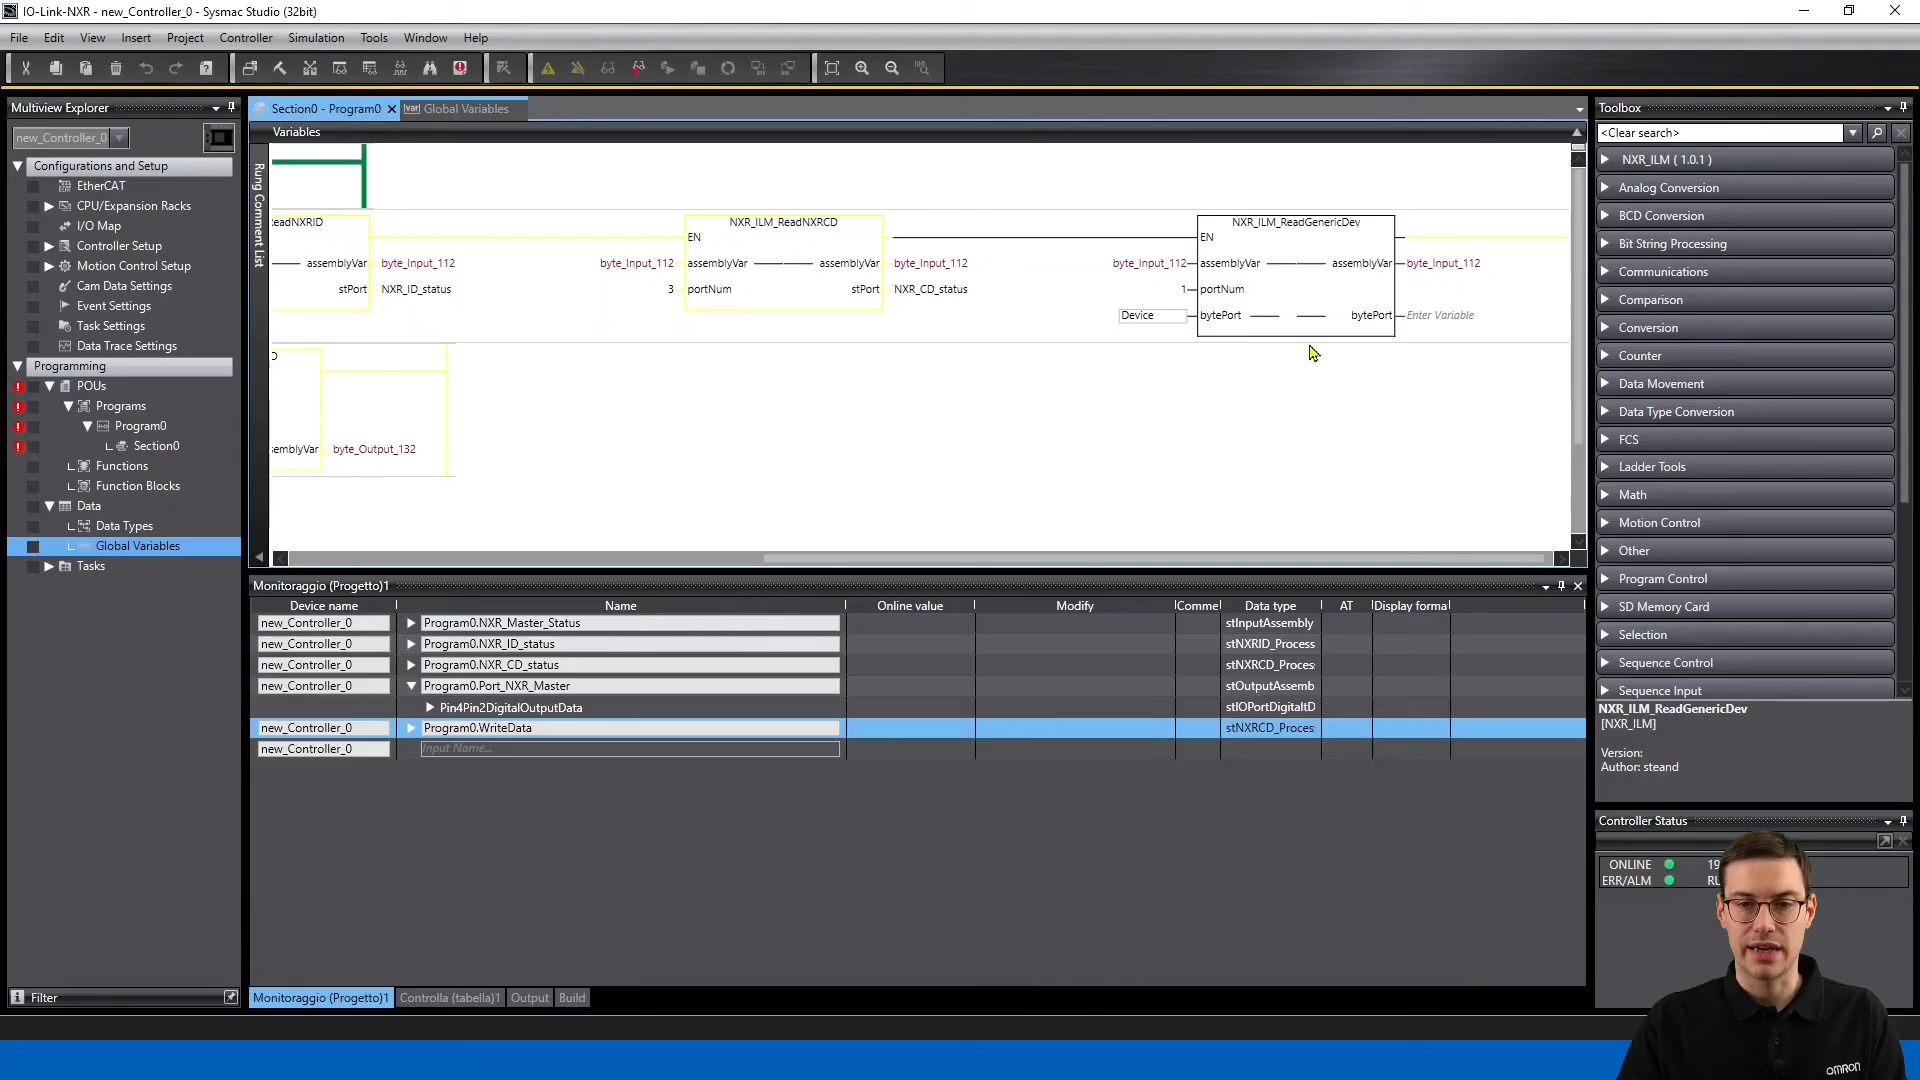 IO-Link-NXR - new_Controller_0 - Sysmac Studio (32bit)
File Edit View Insert Project Controller Simulation Tools Window Help
Multiview Explorer
new_Controller_0
Configurations and Setup
EtherCAT
CPU/Expansion Racks
I/O Map
Controller Setup
Motion Control Setup
Cam Data Settings
Event Settings
Task Settings
Data Trace Settings
Programming
POUs
Programs
Program0
Section0
Functions
Function Blocks
Data
Data Types
Global Variables
Tasks
Filter
Section0 - Program0
Global Variables
Variables
Rung Comment List
eadNXRID
assemblyVar
byte_Input_112
stPort
NXR_ID_status
NXR_ILM_ReadNXRCD
EN
byte_Input_112 assemblyVar assemblyVar byte_Input_112
3 portNum stPort NXR_CD_status
NXR_ILM_ReadGenericDev
EN
byte_Input_112 assemblyVar assemblyVar byte_Input_112
1 portNum
Device bytePort bytePort Enter Variable
emblyVar byte_Output_132
Monitoraggio (Progetto)1
Device name Name Online value Modify Comme Data type AT Display forma
new_Controller_0 Program0.NXR_Master_Status stInputAssembly
new_Controller_0 Program0.NXR_ID_status stNXRID_Process
new_Controller_0 Program0.NXR_CD_status stNXRCD_Proces
new_Controller_0 Program0.Port_NXR_Master stOutputAssemb
Pin4Pin2DigitalOutputData stIOPortDigitaltD
new_Controller_0 Program0.WriteData stNXRCD_Proces
new_Controller_0 Input Name...
Monitoraggio (Progetto)1 Controlla (tabella)1 Output Build
Toolbox
<Clear search>
NXR_ILM ( 1.0.1 )
Analog Conversion
BCD Conversion
Bit String Processing
Communications
Comparison
Conversion
Counter
Data Movement
Data Type Conversion
FCS
Ladder Tools
Math
Motion Control
Other
Program Control
SD Memory Card
Selection
Sequence Control
Sequence Input
NXR_ILM_ReadGenericDev
[NXR_ILM]
Version:
Author: steand
Controller Status
ONLINE 19
ERR/ALM RU
OMRON